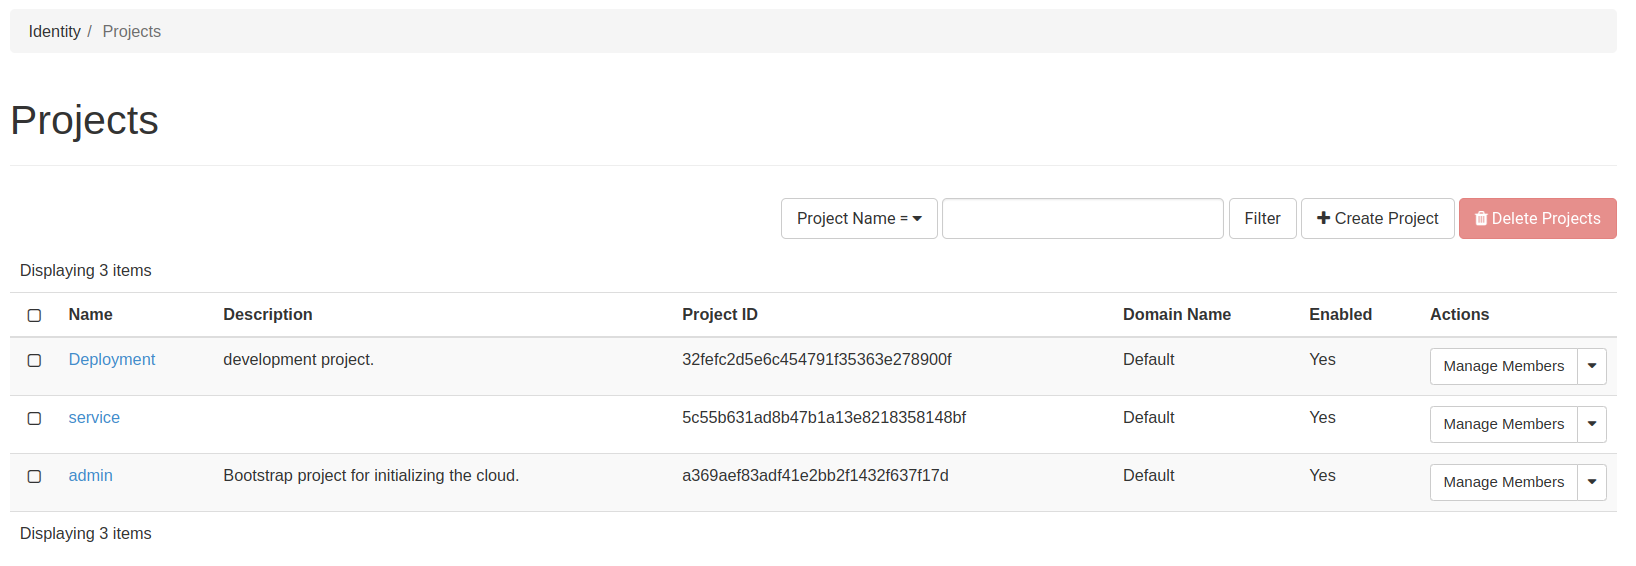 Identity / Projects
Projects
Project Name = Filter Create Project Delete Projects
Displaying 3 items
Name Description Project ID Domain Name Enabled Actions
Deployment development project. 32fefc2d5e6c454791f35363e278900f Default Yes Manage Members
service 5c55b631ad8b47b1a13e8218358148bf Default Yes Manage Members
admin Bootstrap project for initializing the cloud. a369aef83adf41e2bb2f1432f637f17d Default Yes Manage Members
Displaying 3 items